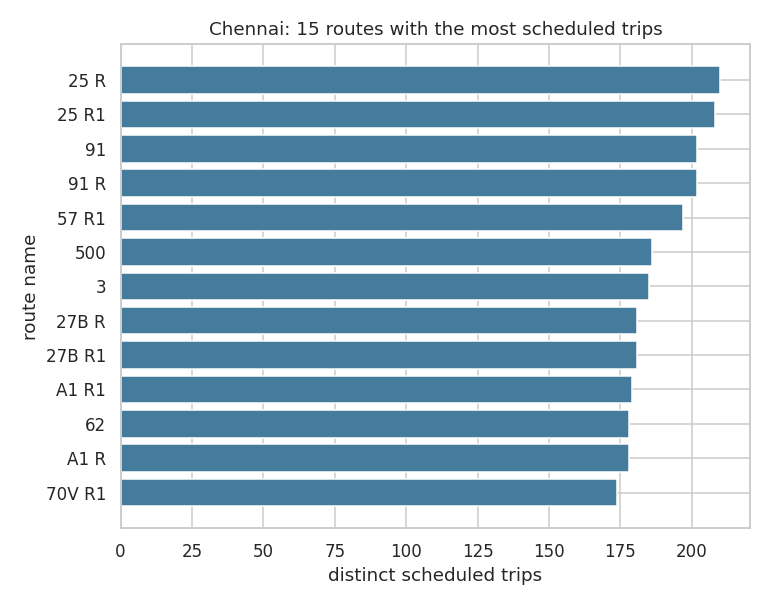 Chennai: 15 routes with the most scheduled trips
route name
25 R
25 R1
91
91 R
57 R1
500
3
27B R
27B R1
A1 R1
62
A1 R
70V R1
0 25 50 75 100 125 150 175 200
distinct scheduled trips